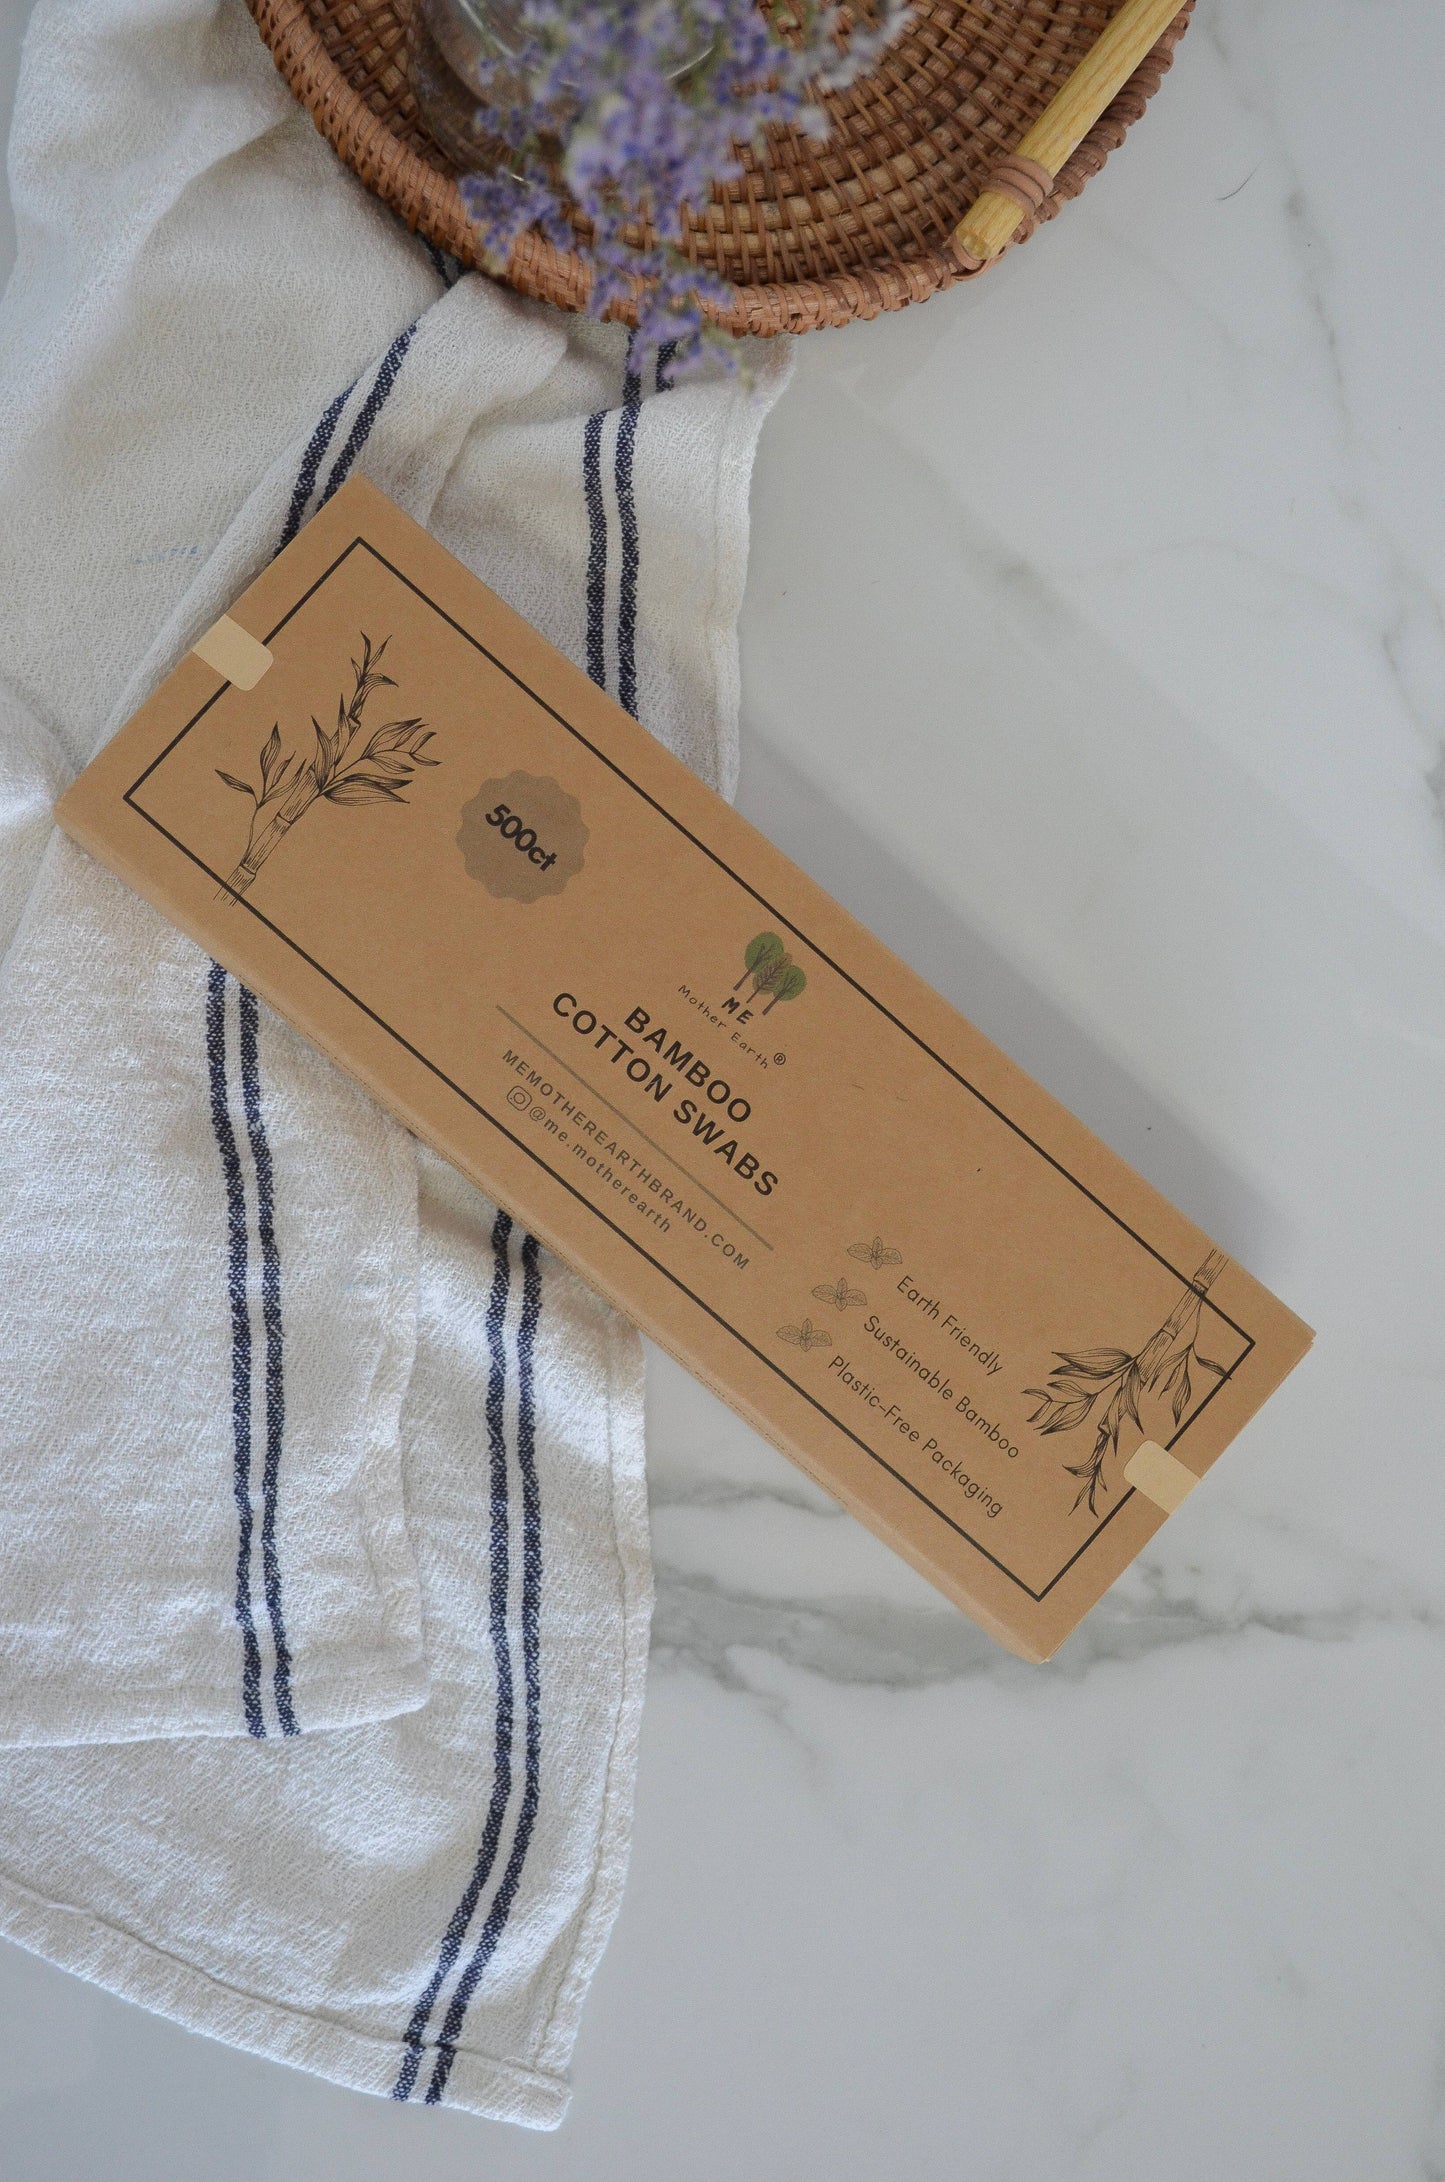 500ct
ME
Mother Earth®
BAMBOO
COTTON SWABS
MEMOTHEREARTHBRAND.COM
@me.motherearth
Earth Friendly
Sustainable Bamboo
Plastic-Free Packaging